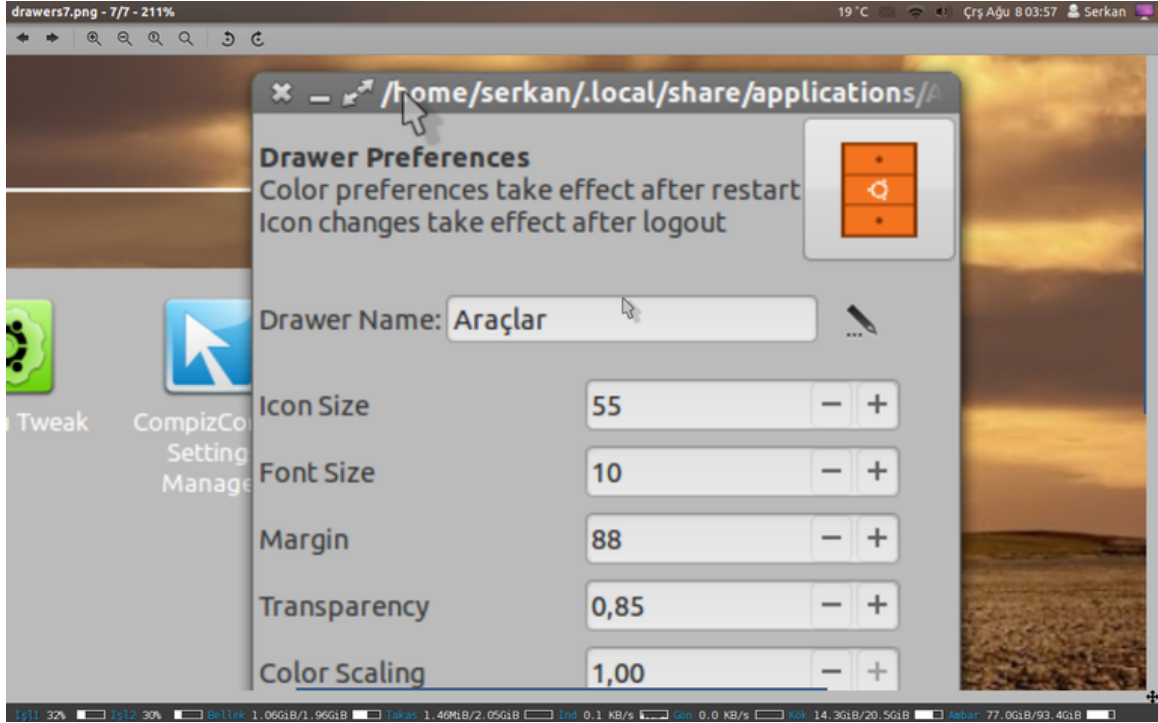 drawers7.png - 7/7 - 211%
19 °C
Çrş Ağu 8 03:57
Serkan
/home/serkan/.local/share/applications/A
Drawer Preferences
Color preferences take effect after restart
Icon changes take effect after logout
Drawer Name: Araçlar
Tweak
CompizCo
Setting
Manage
Icon Size 55
Font Size 10
Margin 88
Transparency 0,85
Color Scaling 1,00
İşl1 32% İşl2 30% Bellek 1.06GiB/1.96GiB Takas 1.46MiB/2.05GiB İnd 0.1 KB/s Gön 0.0 KB/s Kök 14.3GiB/20.5GiB Ambar 77.0GiB/93.4GiB